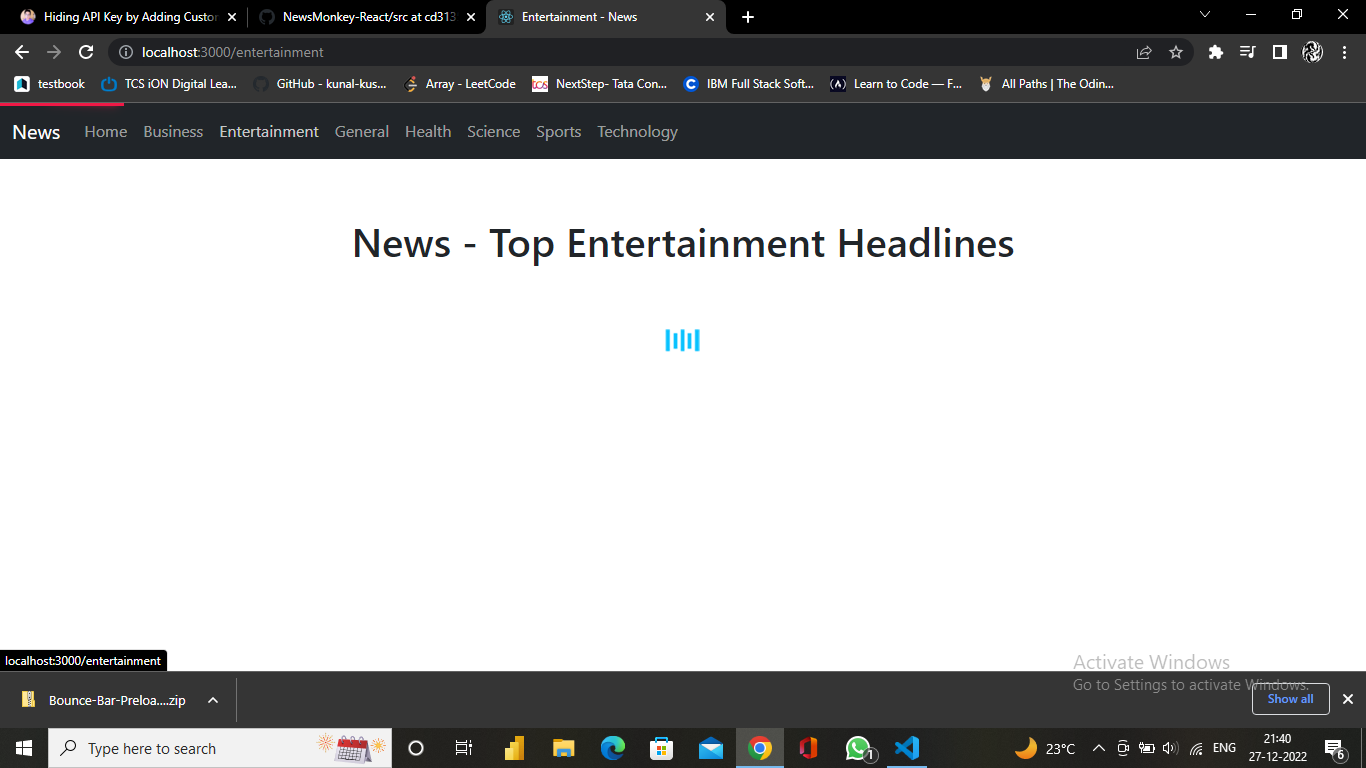 Hiding API Key by Adding Custor
NewsMonkey-React/src at cd313
Entertainment - News
localhost:3000/entertainment
testbook
TCS iON Digital Lea...
GitHub - kunal-kus...
Array - LeetCode
NextStep- Tata Con...
IBM Full Stack Soft...
Learn to Code — F...
All Paths | The Odin...
News Home Business Entertainment General Health Science Sports Technology
News - Top Entertainment Headlines
localhost:3000/entertainment
Activate Windows
Go to Settings to activate Windows.
Bounce-Bar-Preloa....zip
Show all
Type here to search
1
23°C
ENG
21:40
27-12-2022
6